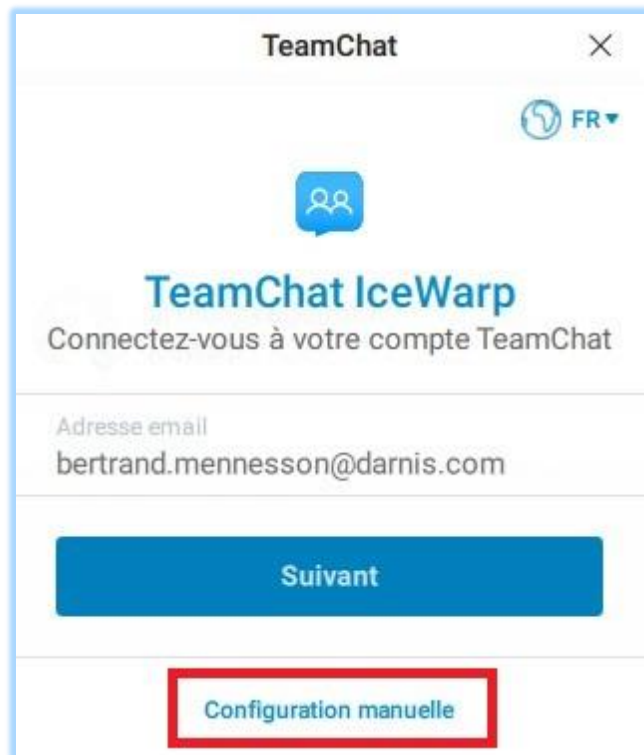 TeamChat
FR
TeamChat IceWarp
Connectez-vous à votre compte TeamChat
Adresse email
bertrand.mennesson@darnis.com
Suivant
Configuration manuelle